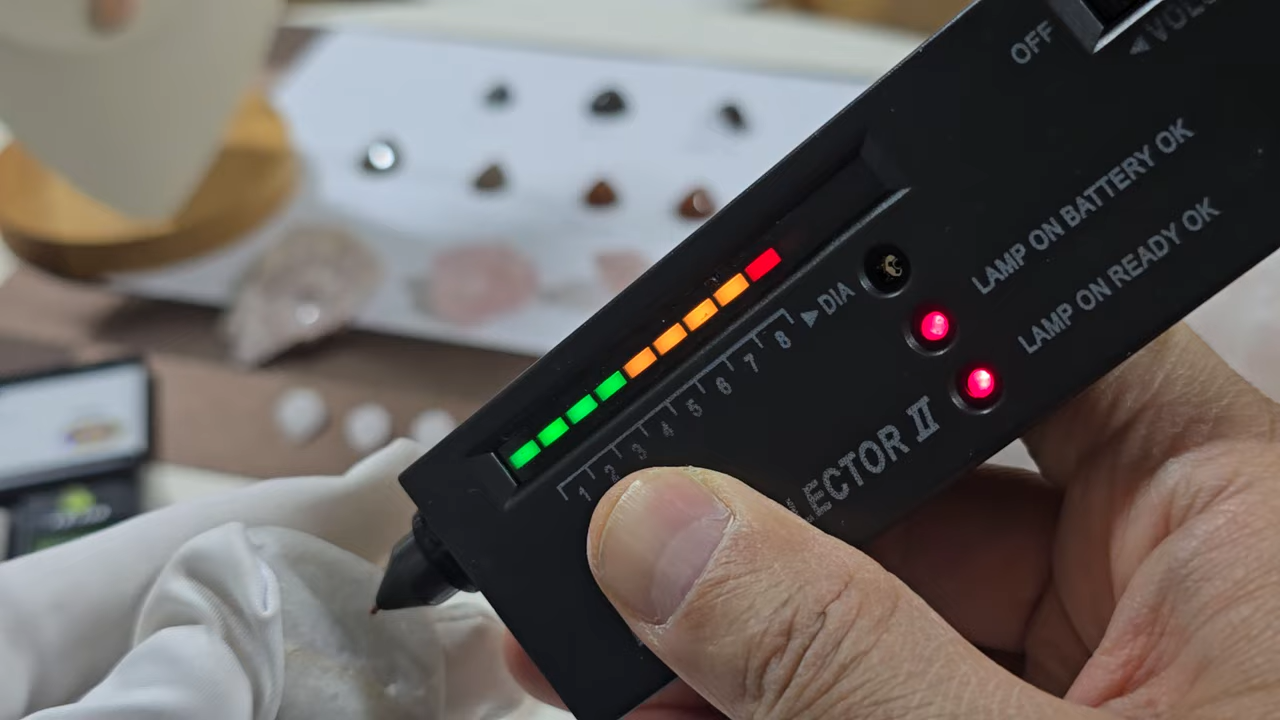 OFF
LAMP ON BATTERY OK
LAMP ON READY OK
▶DIA
1 2 3 4 5 6 7 8
LECTOR II